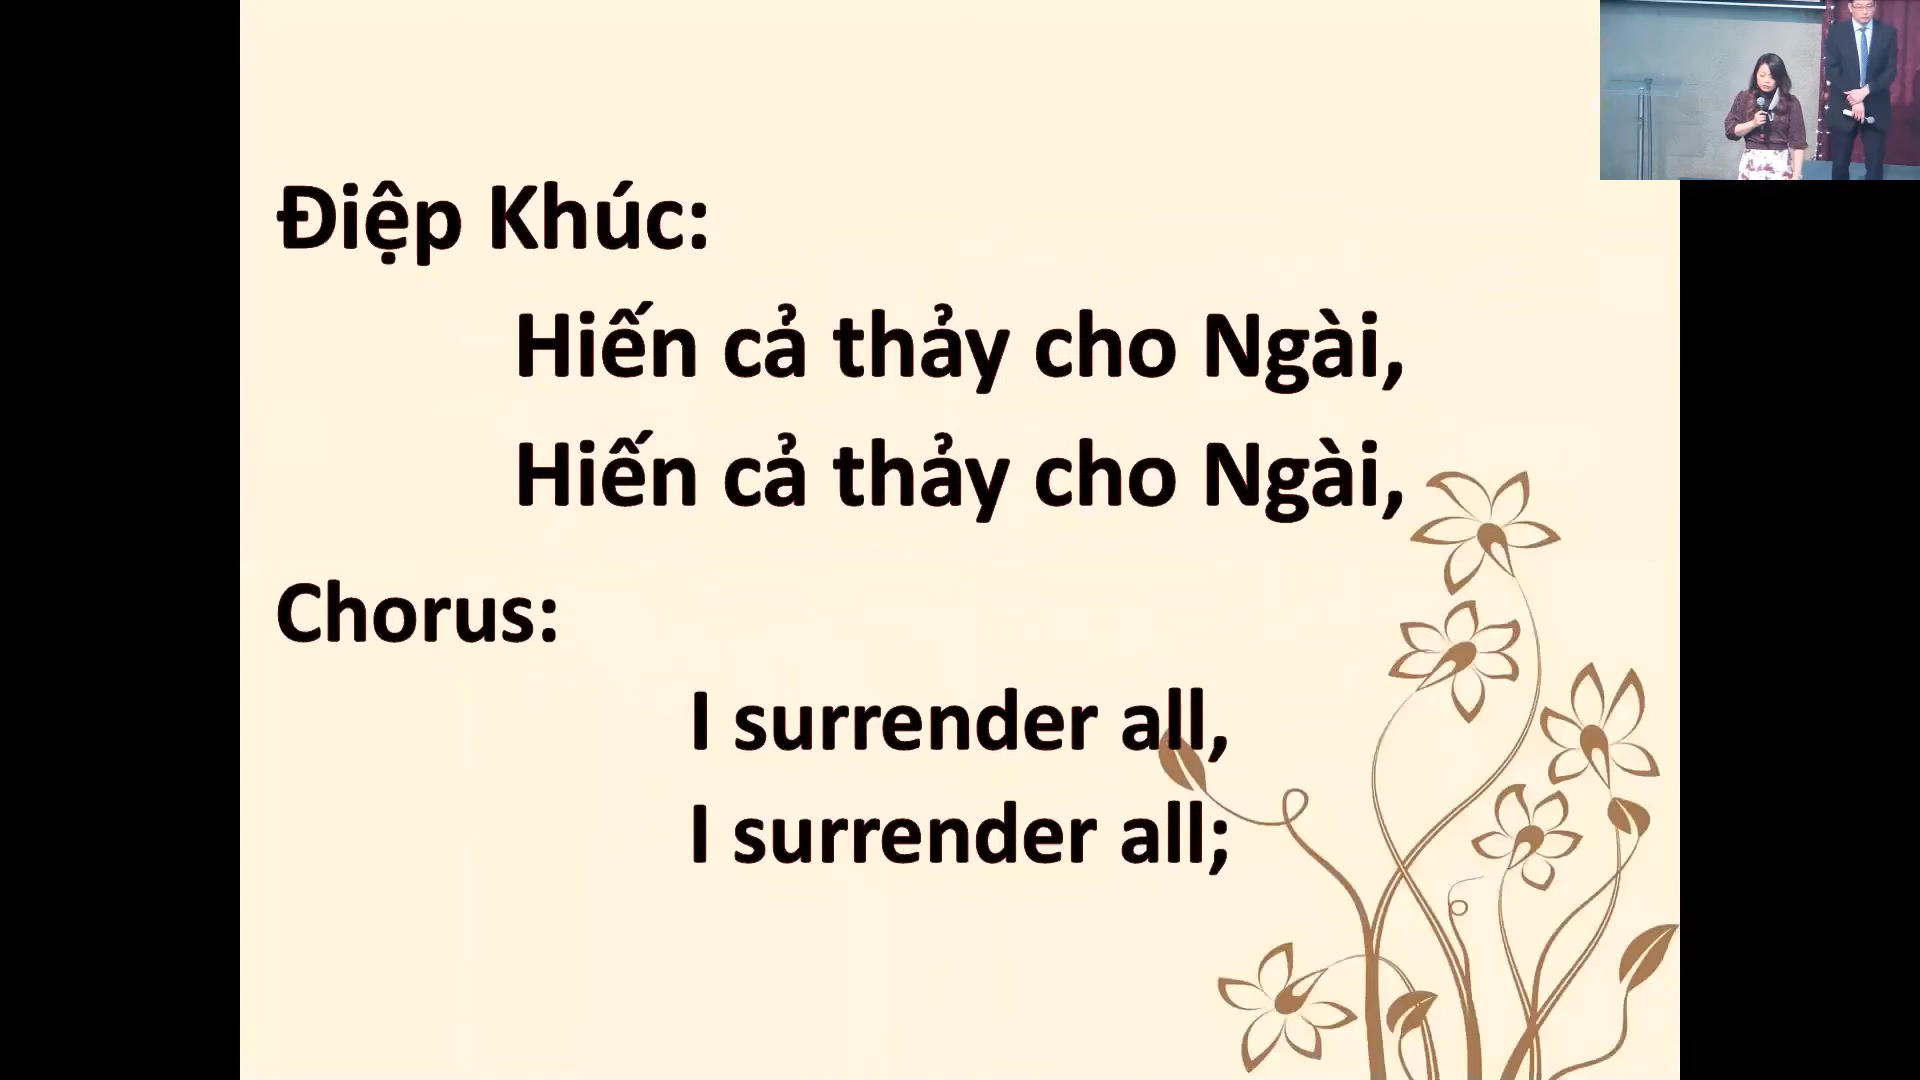 Điệp Khúc:
Hiến cả thảy cho Ngài,
Hiến cả thảy cho Ngài,
Chorus:
I surrender all,
I surrender all;